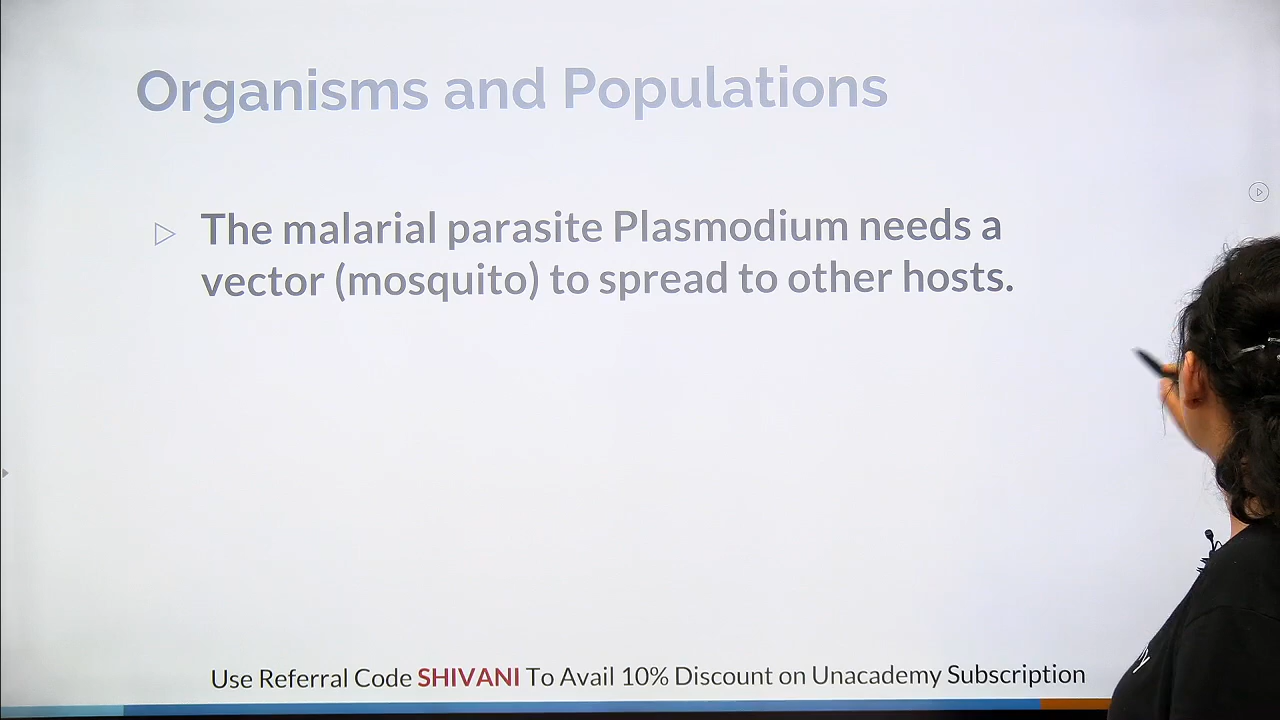 Organisms and Populations
The malarial parasite Plasmodium needs a
vector (mosquito) to spread to other hosts.
Use Referral Code SHIVANI To Avail 10% Discount on Unacademy Subscription